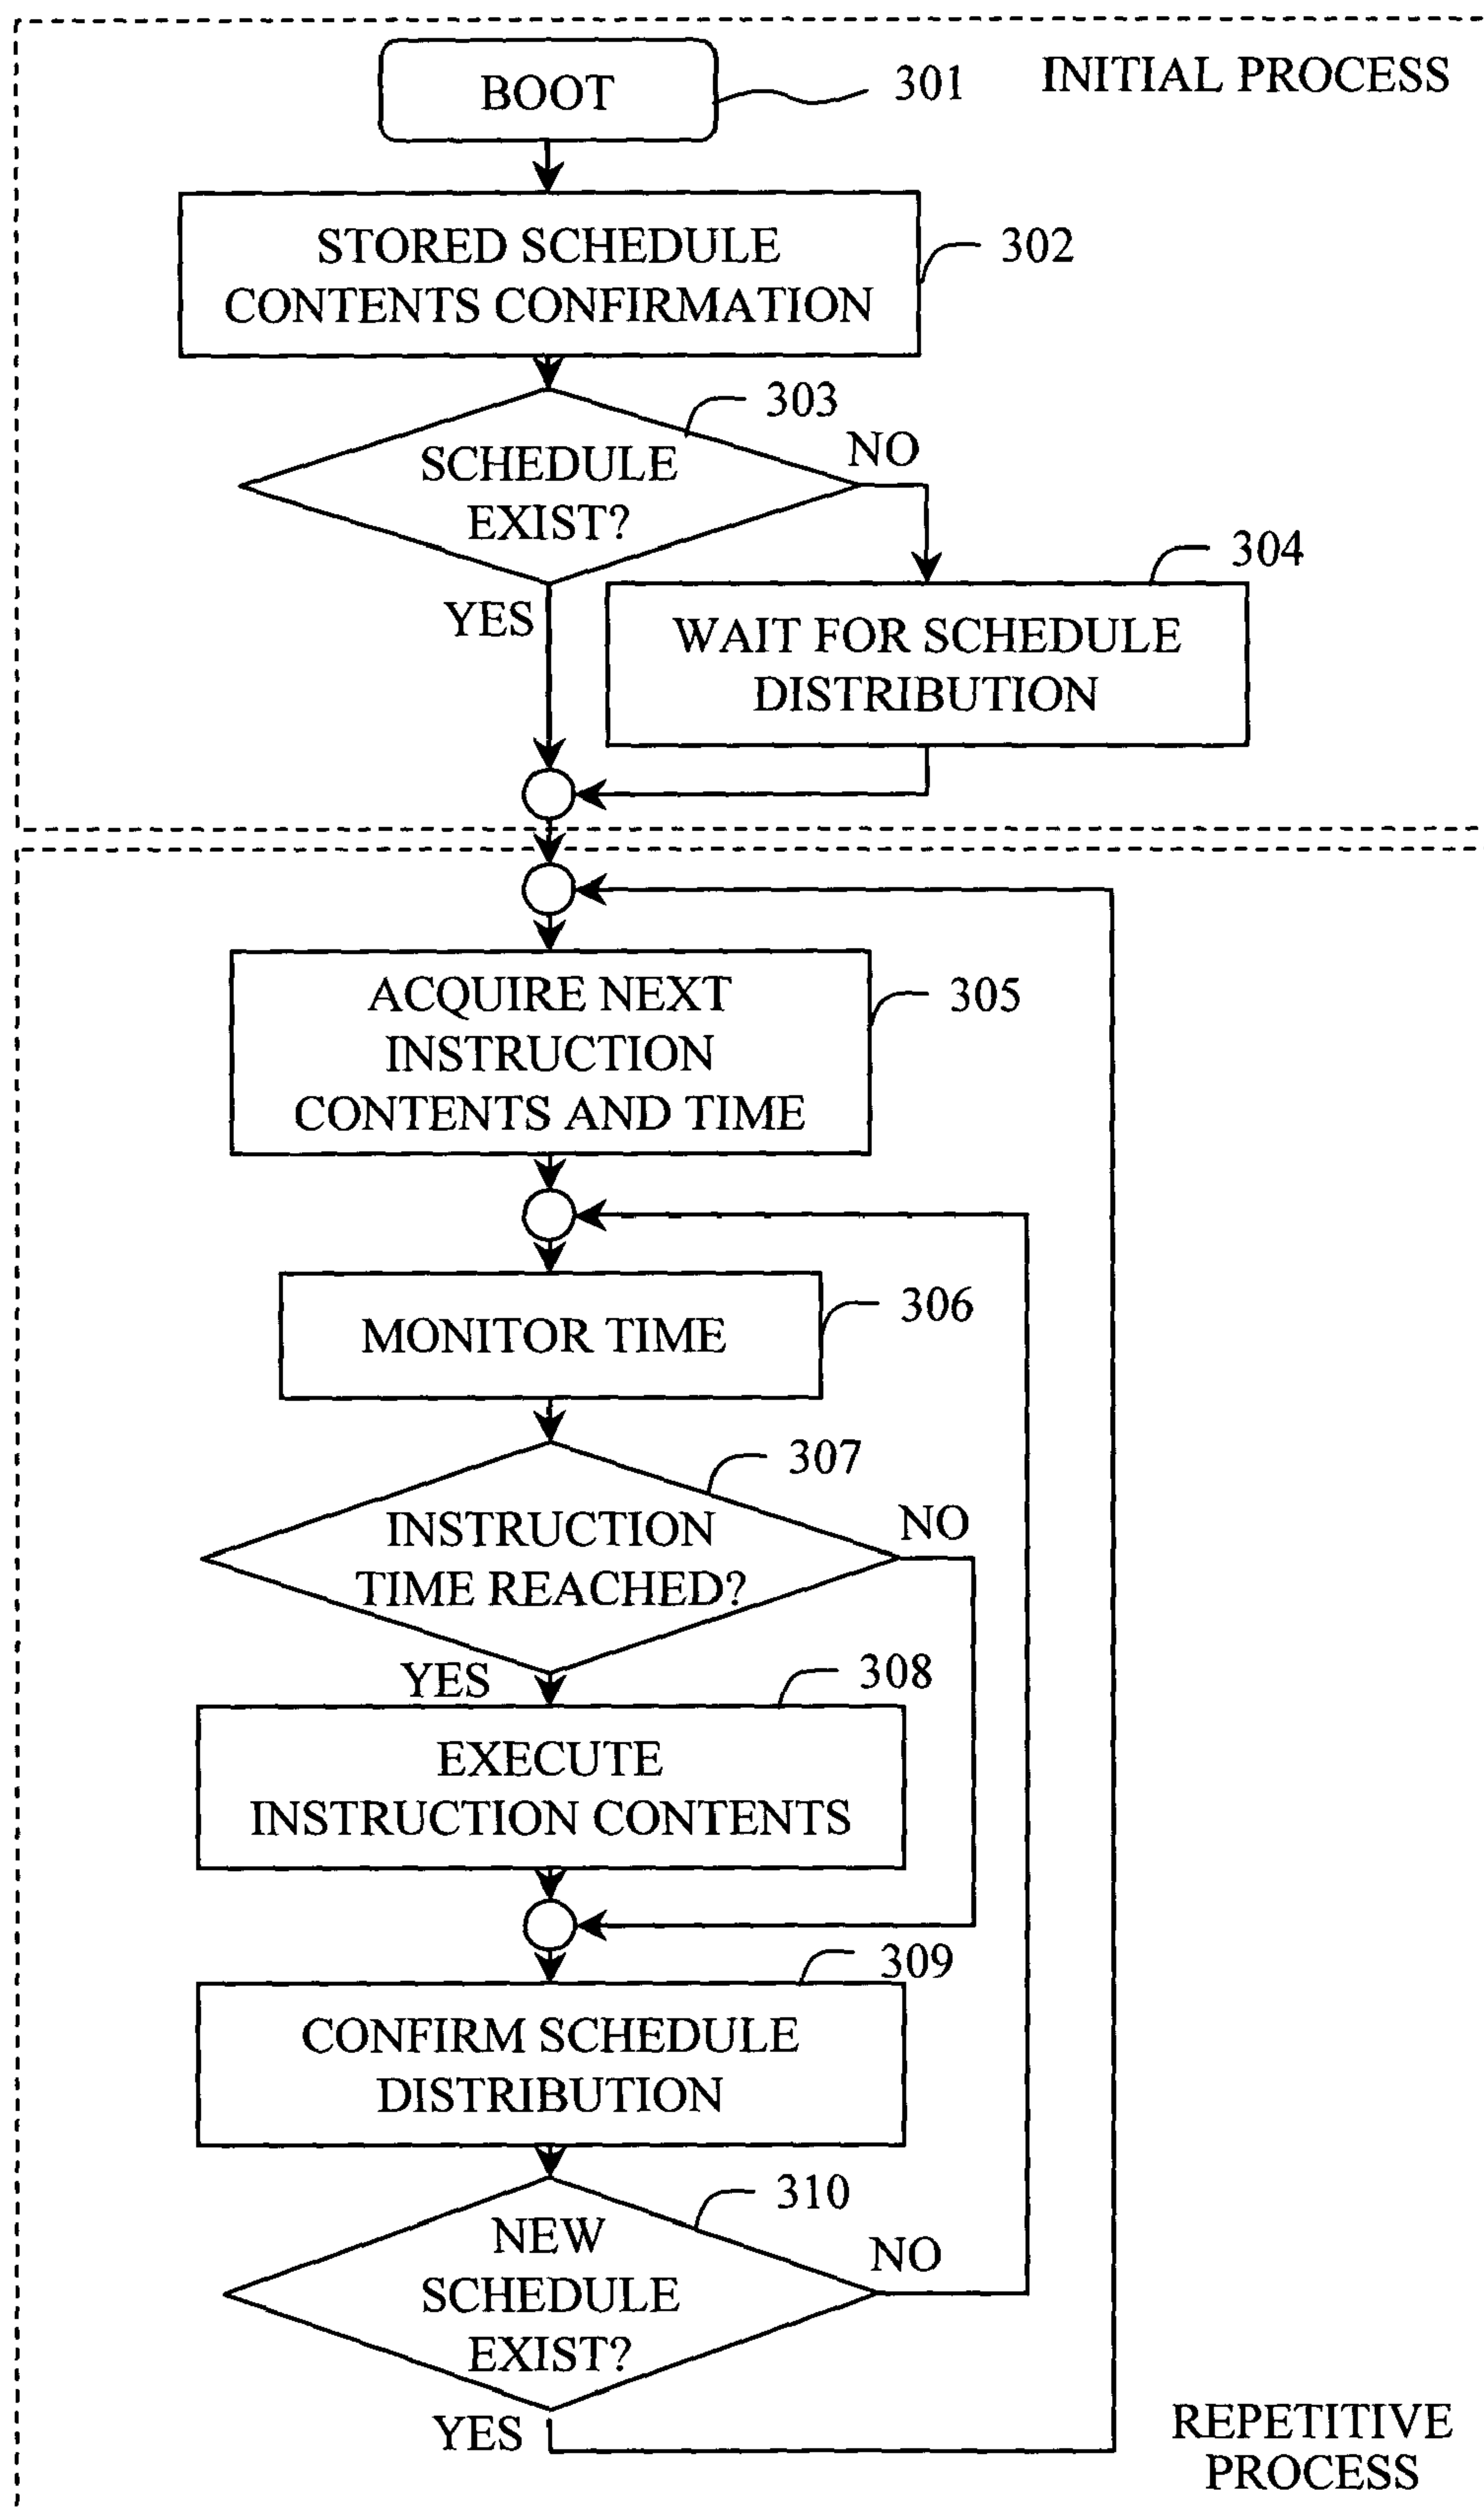 BOOT
301
INITIAL PROCESS
STORED SCHEDULE
CONTENTS CONFIRMATION
302
303
SCHEDULE
EXIST?
NO
YES
304
WAIT FOR SCHEDULE
DISTRIBUTION
ACQUIRE NEXT
INSTRUCTION
CONTENTS AND TIME
305
MONITOR TIME
306
307
INSTRUCTION
TIME REACHED?
NO
YES
308
EXECUTE
INSTRUCTION CONTENTS
309
CONFIRM SCHEDULE
DISTRIBUTION
310
NEW
SCHEDULE
EXIST?
NO
YES
REPETITIVE
PROCESS